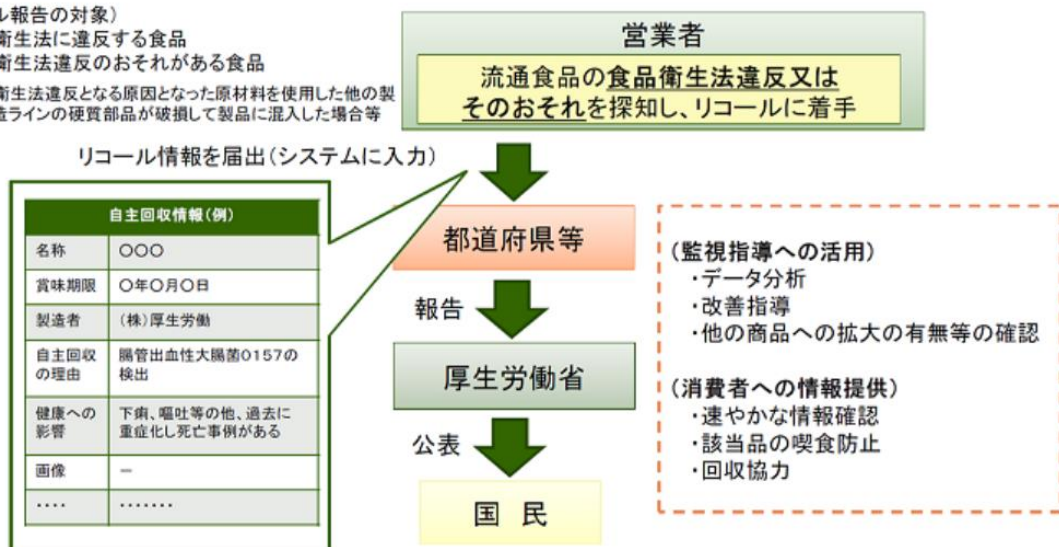 ル報告の対象)
衛生法に違反する食品
衛生法違反のおそれがある食品
衛生法違反となる原因となった原材料を使用した他の製
造ラインの硬質部品が破損して製品に混入した場合等
営業者
流通食品の食品衛生法違反又は
そのおそれを探知し、リコールに着手
リコール情報を届出(システムに入力)
自主回収情報(例)
名称 〇〇〇
賞味期限 〇年〇月〇日
製造者 (株)厚生労働
自主回収の理由 腸管出血性大腸菌O157の
検出
健康への影響 下痢、嘔吐等の他、過去に
重症化し死亡事例がある
画像 ー
‥‥ ‥‥‥‥
都道府県等
報告
厚生労働省
公表
国 民
(監視指導への活用)
・データ分析
・改善指導
・他の商品への拡大の有無等の確認
(消費者への情報提供)
・速やかな情報確認
・該当品の喫食防止
・回収協力